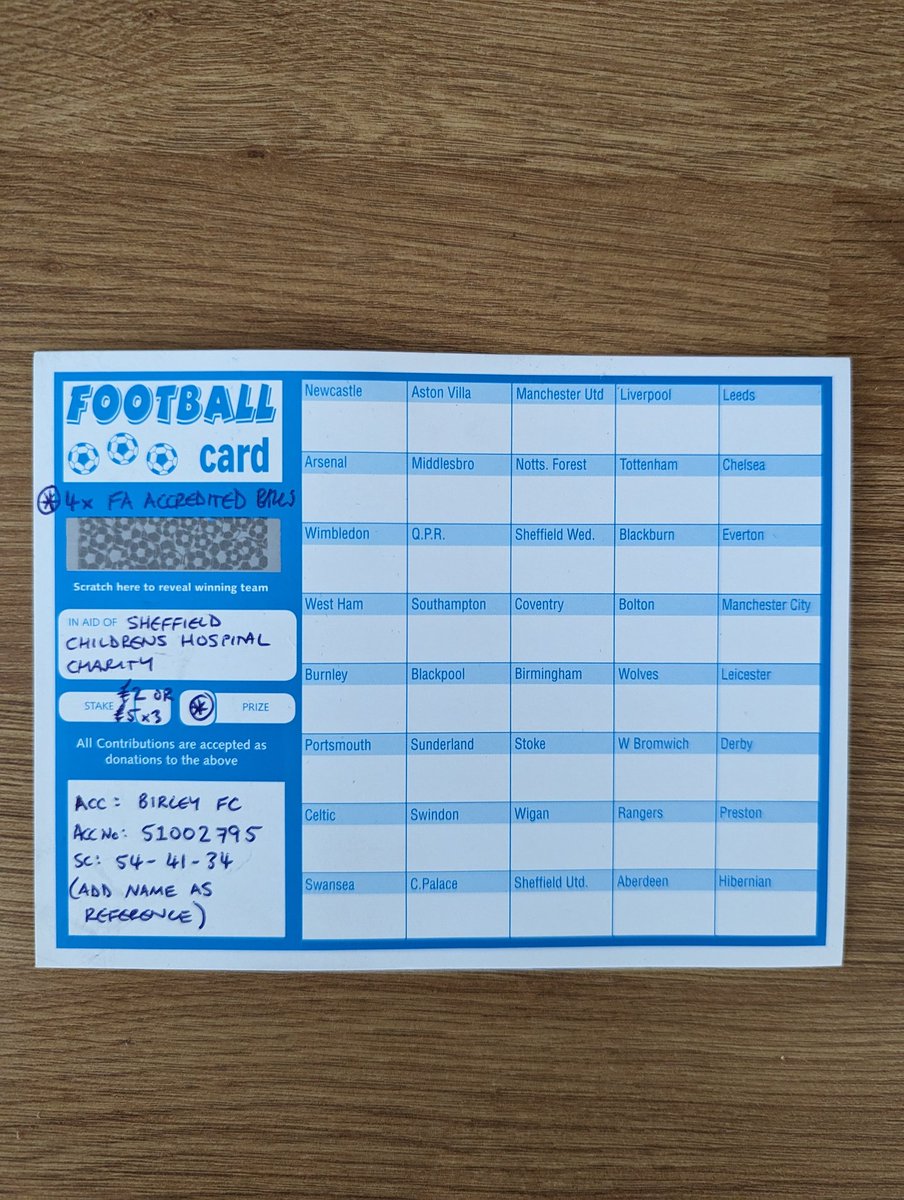 FOOTBALL
card
* 4x FA ACCREDITED BALLS
Scratch here to reveal winning team
IN AID OF SHEFFIELD
CHILDRENS HOSPITAL
CHARITY
STAKE £2 OR
£5 x 3
* PRIZE
All Contributions are accepted as
donations to the above
ACC: BIRLEY FC
ACC No: 51002795
SC: 54-41-34
(ADD NAME AS
REFERENCE)
Newcastle Aston Villa Manchester Utd Liverpool Leeds
Arsenal Middlesbro Notts. Forest Tottenham Chelsea
Wimbledon Q.P.R. Sheffield Wed. Blackburn Everton
West Ham Southampton Coventry Bolton Manchester City
Burnley Blackpool Birmingham Wolves Leicester
Portsmouth Sunderland Stoke W Bromwich Derby
Celtic Swindon Wigan Rangers Preston
Swansea C.Palace Sheffield Utd. Aberdeen Hibernian